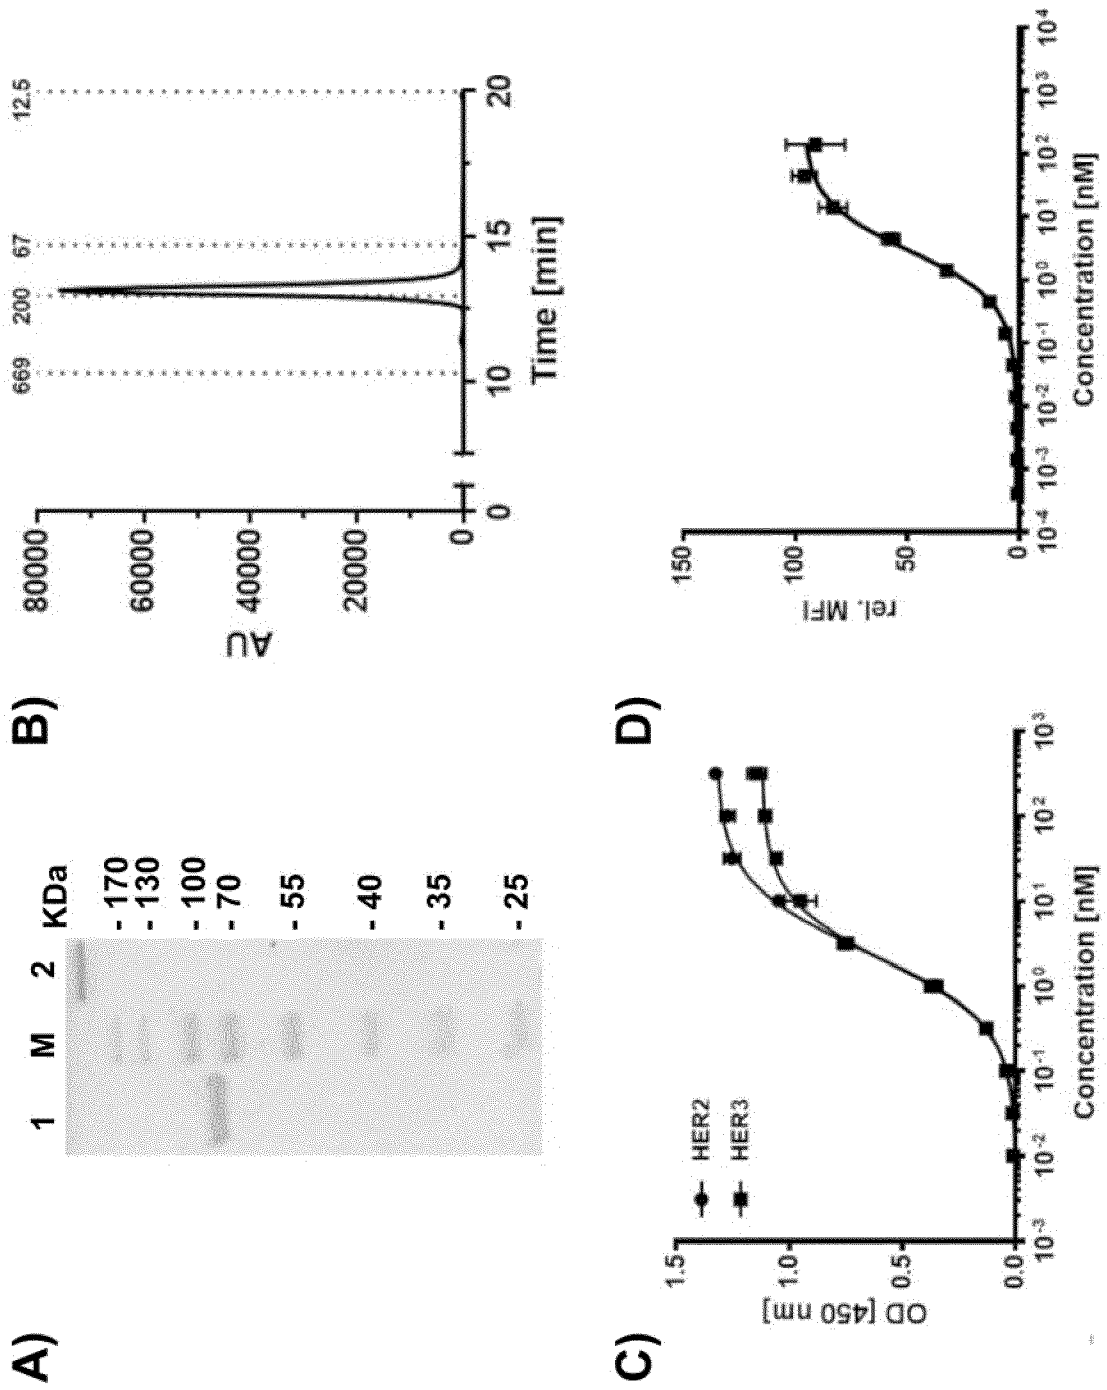 A)
1 M 2 KDa
- 170
- 130
- 100
- 70
- 55
- 40
- 35
- 25
B)
669 200 67 12.5
80000
60000
40000
20000
0
AU
0 10 15 20
Time [min]
C)
1.5
1.0
0.5
0.0
OD [450 nm]
HER2
HER3
10⁻³ 10⁻² 10⁻¹ 10⁰ 10¹ 10² 10³
Concentration [nM]
D)
150
100
50
0
rel. MFI
10⁻⁴ 10⁻³ 10⁻² 10⁻¹ 10⁰ 10¹ 10² 10³ 10⁴
Concentration [nM]